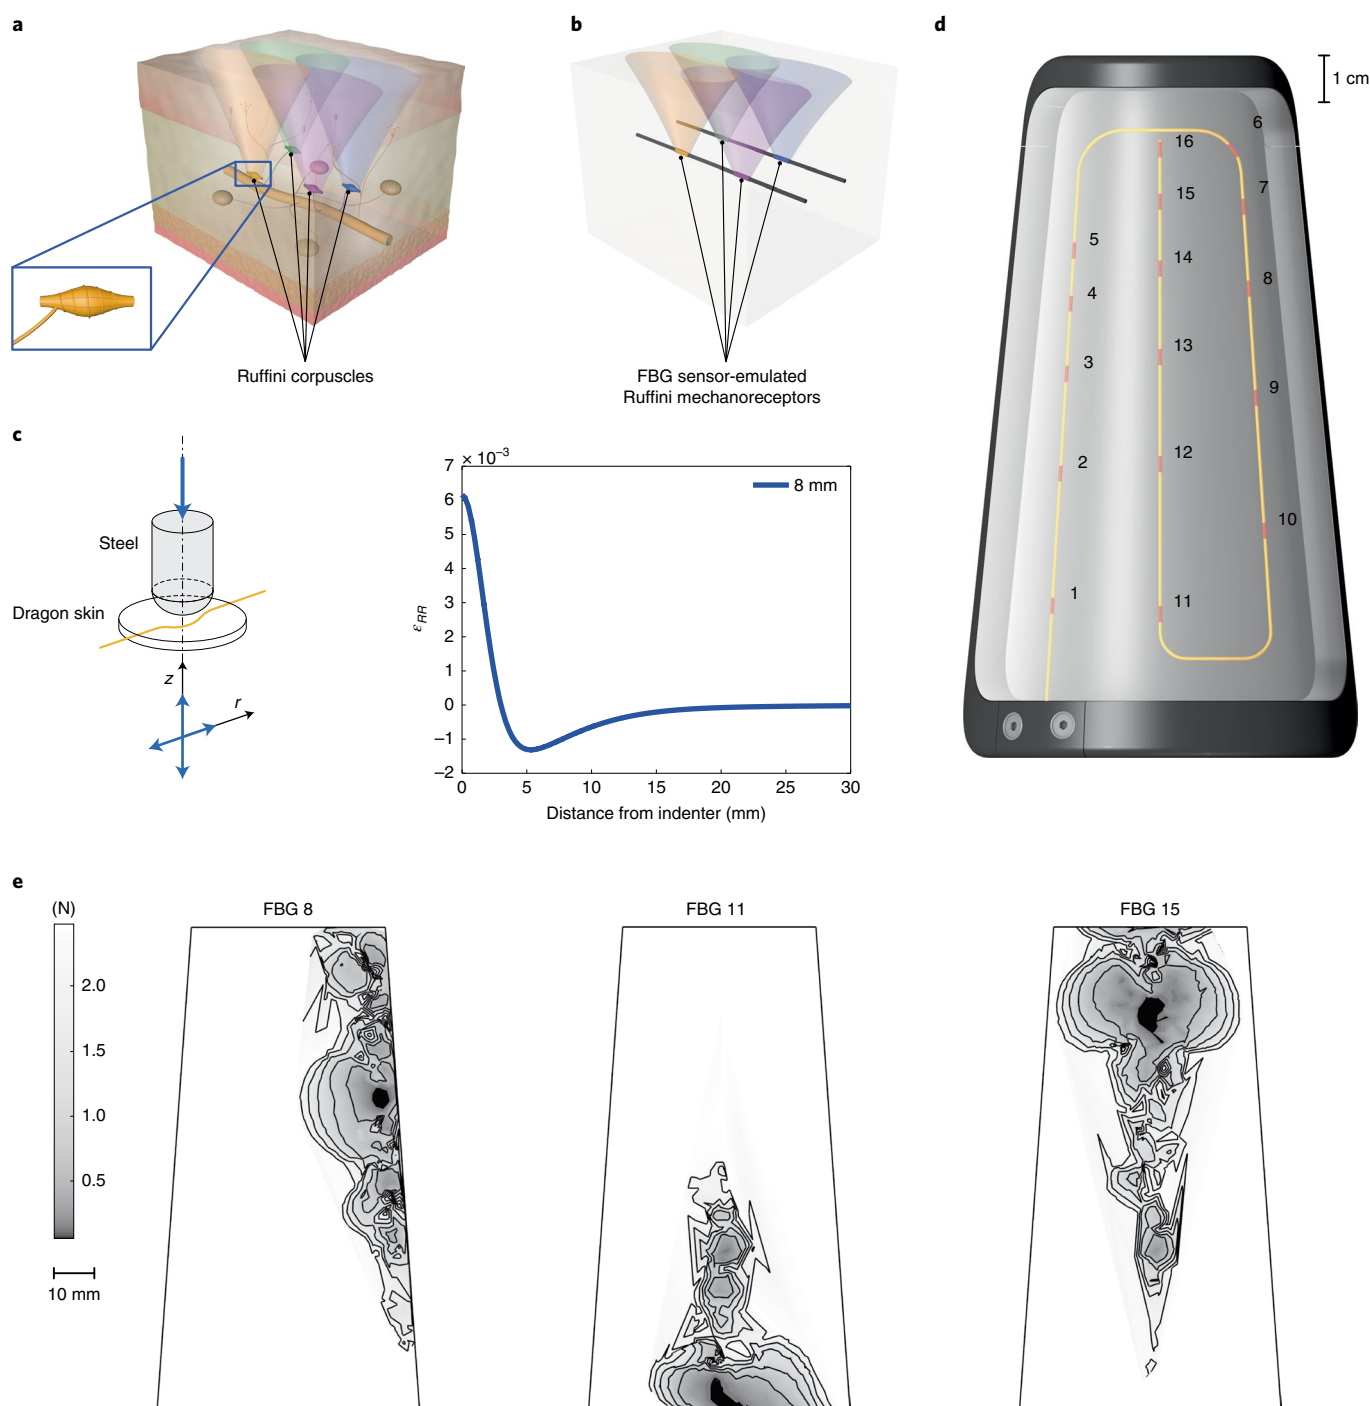 a
b
d
1 cm
Ruffini corpuscles
FBG sensor-emulated
Ruffini mechanoreceptors
6
16
7
15
5
14
8
4
13
3
9
12
2
10
11
1
c
Steel
Dragon skin
z
r
7 × 10⁻³
6
5
4
3
2
1
0
−1
−2
εRR
8 mm
0 5 10 15 20 25 30
Distance from indenter (mm)
e
(N)
2.0
1.5
1.0
0.5
10 mm
FBG 8
FBG 11
FBG 15